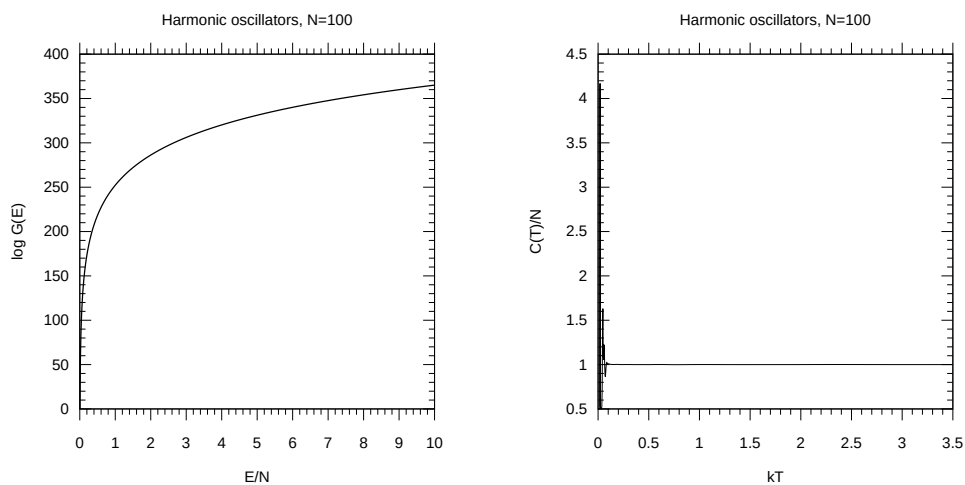 Harmonic oscillators, N=100
400
350
300
250
200
150
100
50
0
log G(E)
0 1 2 3 4 5 6 7 8 9 10
E/N
Harmonic oscillators, N=100
4.5
4
3.5
3
2.5
2
1.5
1
0.5
C(T)/N
0 0.5 1 1.5 2 2.5 3 3.5
kT